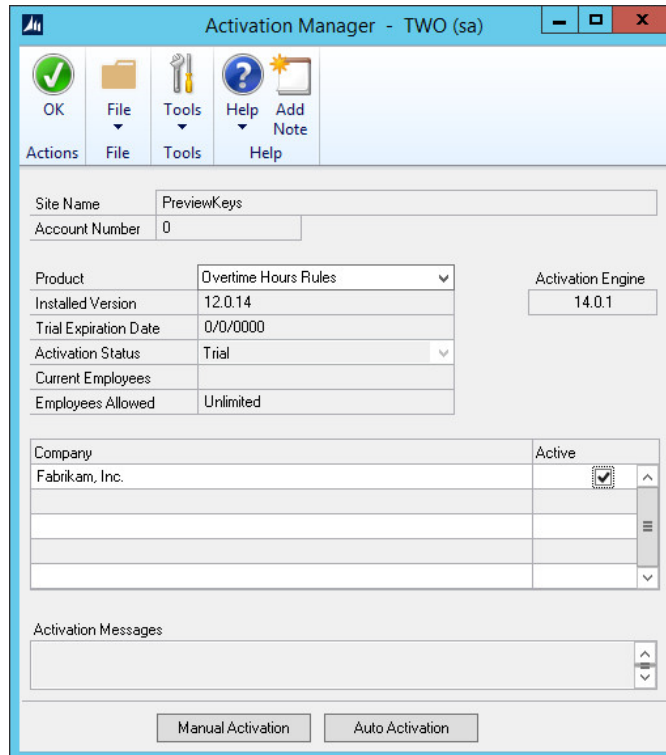 Activation Manager - TWO (sa)
OK
File
Tools
Help
Add Note
Actions
File
Tools
Help
Site Name PreviewKeys
Account Number 0
Product Overtime Hours Rules
Activation Engine
Installed Version 12.0.14
14.0.1
Trial Expiration Date 0/0/0000
Activation Status Trial
Current Employees
Employees Allowed Unlimited
Company Active
Fabrikam, Inc.
Activation Messages
Manual Activation Auto Activation